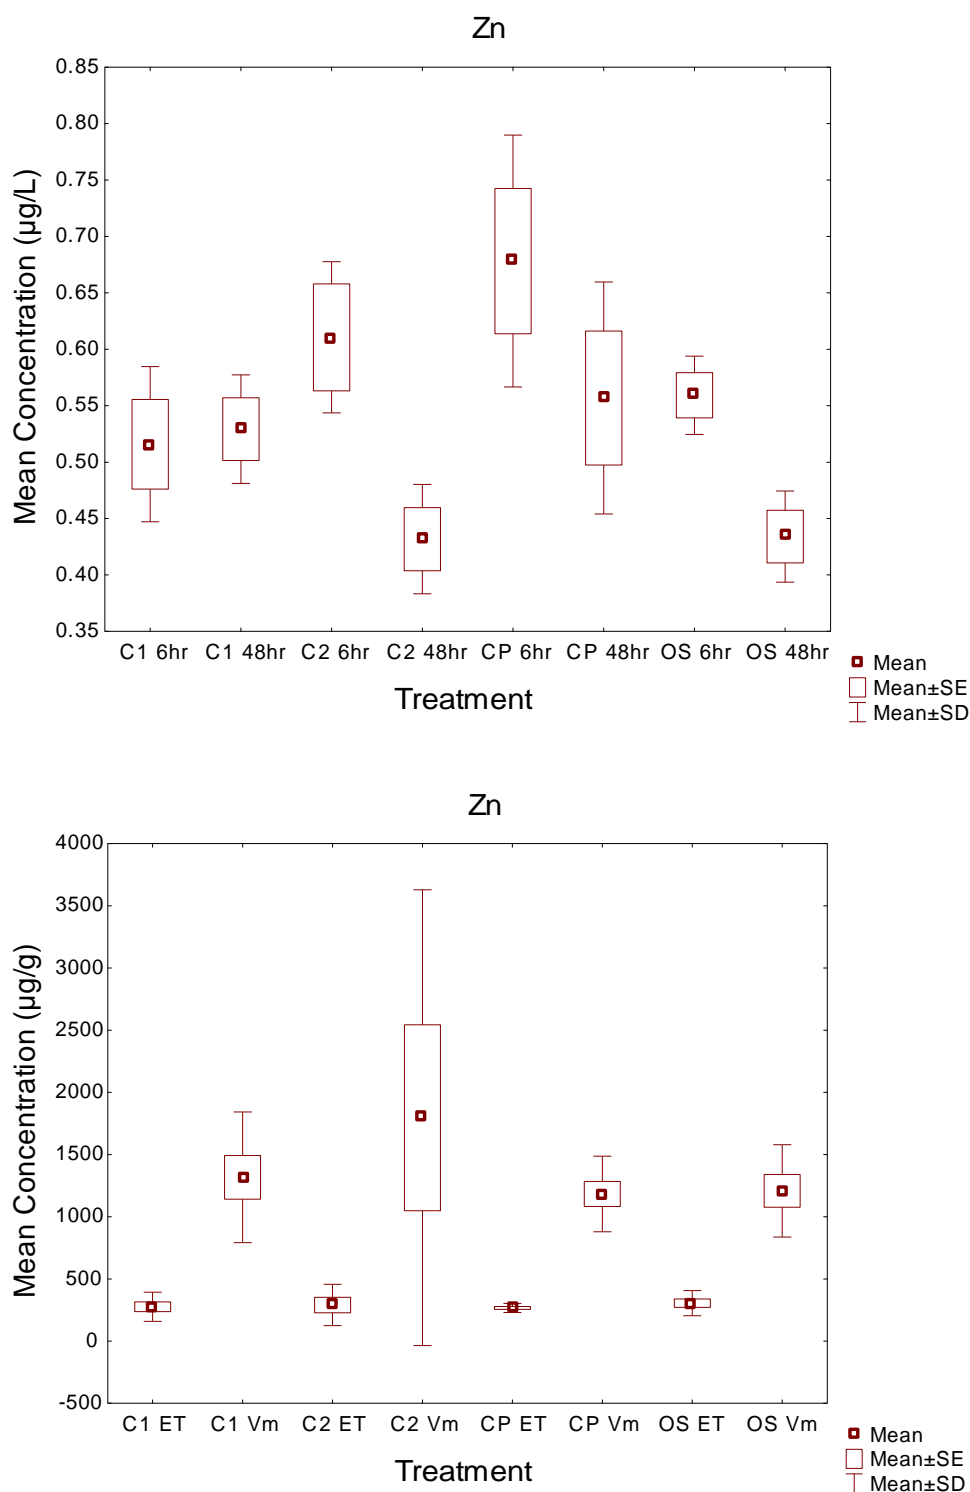 Zn
0.85
0.80
0.75
0.70
0.65
0.60
0.55
0.50
0.45
0.40
0.35
Mean Concentration (µg/L)
C1 6hr C1 48hr C2 6hr C2 48hr CP 6hr CP 48hr OS 6hr OS 48hr
Treatment
Mean
Mean±SE
Mean±SD
Zn
4000
3500
3000
2500
2000
1500
1000
500
0
-500
Mean Concentration (µg/g)
C1 ET C1 Vm C2 ET C2 Vm CP ET CP Vm OS ET OS Vm
Treatment
Mean
Mean±SE
Mean±SD